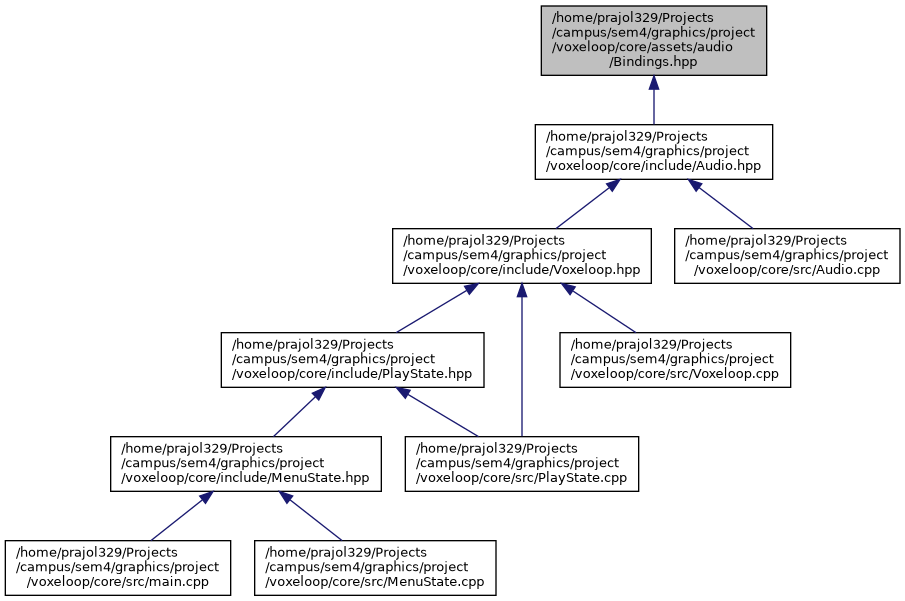 /home/prajol329/Projects
/campus/sem4/graphics/project
/voxeloop/core/assets/audio
/Bindings.hpp
/home/prajol329/Projects
/campus/sem4/graphics/project
/voxeloop/core/include/Audio.hpp
/home/prajol329/Projects
/campus/sem4/graphics/project
/voxeloop/core/include/Voxeloop.hpp
/home/prajol329/Projects
/campus/sem4/graphics/project
/voxeloop/core/src/Audio.cpp
/home/prajol329/Projects
/campus/sem4/graphics/project
/voxeloop/core/include/PlayState.hpp
/home/prajol329/Projects
/campus/sem4/graphics/project
/voxeloop/core/src/Voxeloop.cpp
/home/prajol329/Projects
/campus/sem4/graphics/project
/voxeloop/core/include/MenuState.hpp
/home/prajol329/Projects
/campus/sem4/graphics/project
/voxeloop/core/src/PlayState.cpp
/home/prajol329/Projects
/campus/sem4/graphics/project
/voxeloop/core/src/main.cpp
/home/prajol329/Projects
/campus/sem4/graphics/project
/voxeloop/core/src/MenuState.cpp